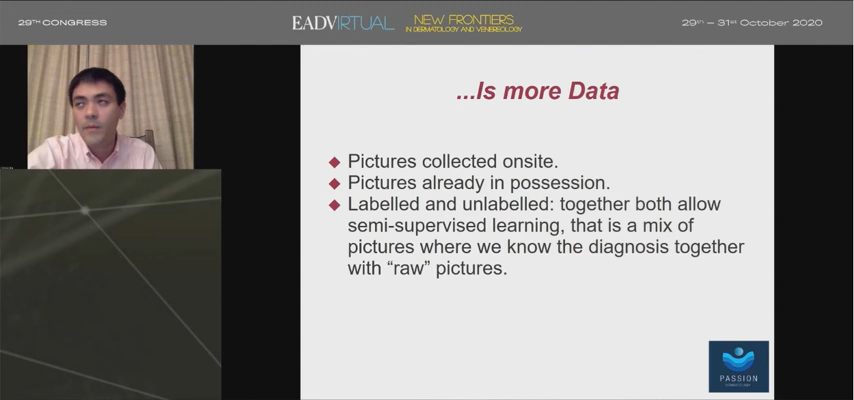 29TH CONGRESS
EADVIRTUAL
NEW FRONTIERS
IN DERMATOLOGY AND VENEREOLOGY
29th – 31st October 2020
...Is more Data
Pictures collected onsite.
Pictures already in possession.
Labelled and unlabelled: together both allow
semi-supervised learning, that is a mix of
pictures where we know the diagnosis together
with “raw” pictures.
PASSION